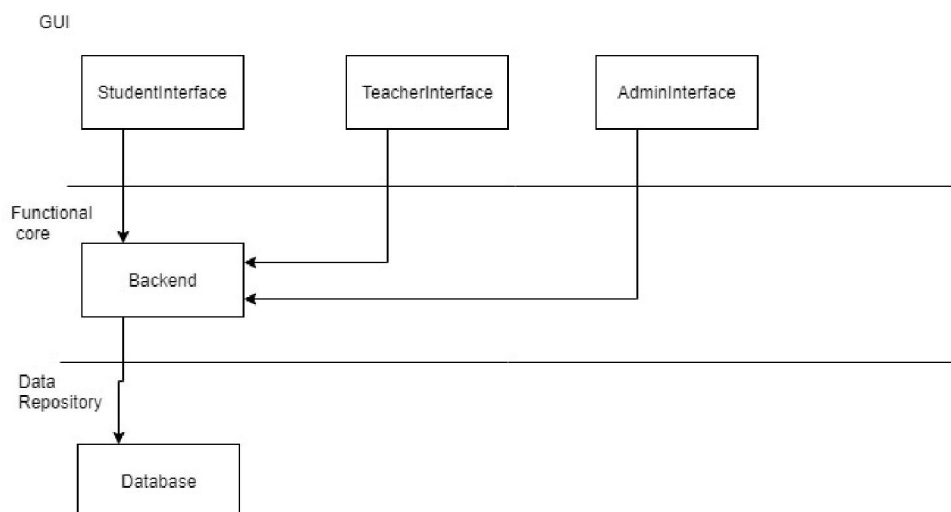 GUI
StudentInterface
TeacherInterface
AdminInterface
Functional
core
Backend
Data
Repository
Database